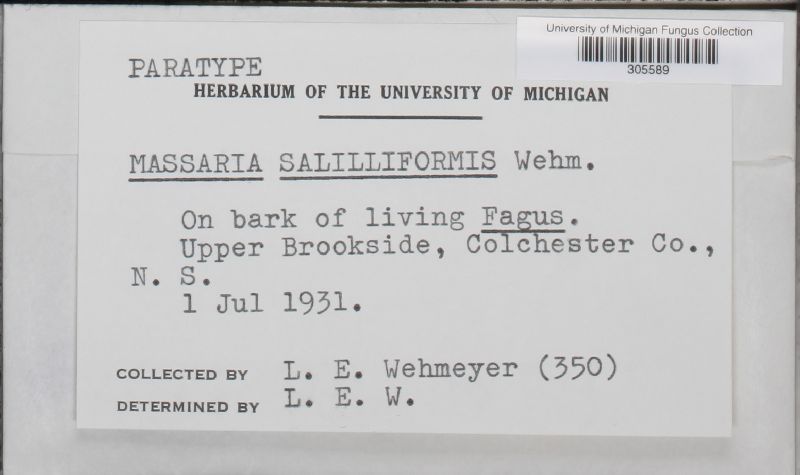 University of Michigan Fungus Collection
305589
PARATYPE
HERBARIUM OF THE UNIVERSITY OF MICHIGAN
MASSARIA SALILLIFORMIS Wehm.
On bark of living Fagus.
Upper Brookside, Colchester Co.,
N. S.
1 Jul 1931.
COLLECTED BY L. E. Wehmeyer (350)
DETERMINED BY L. E. W.